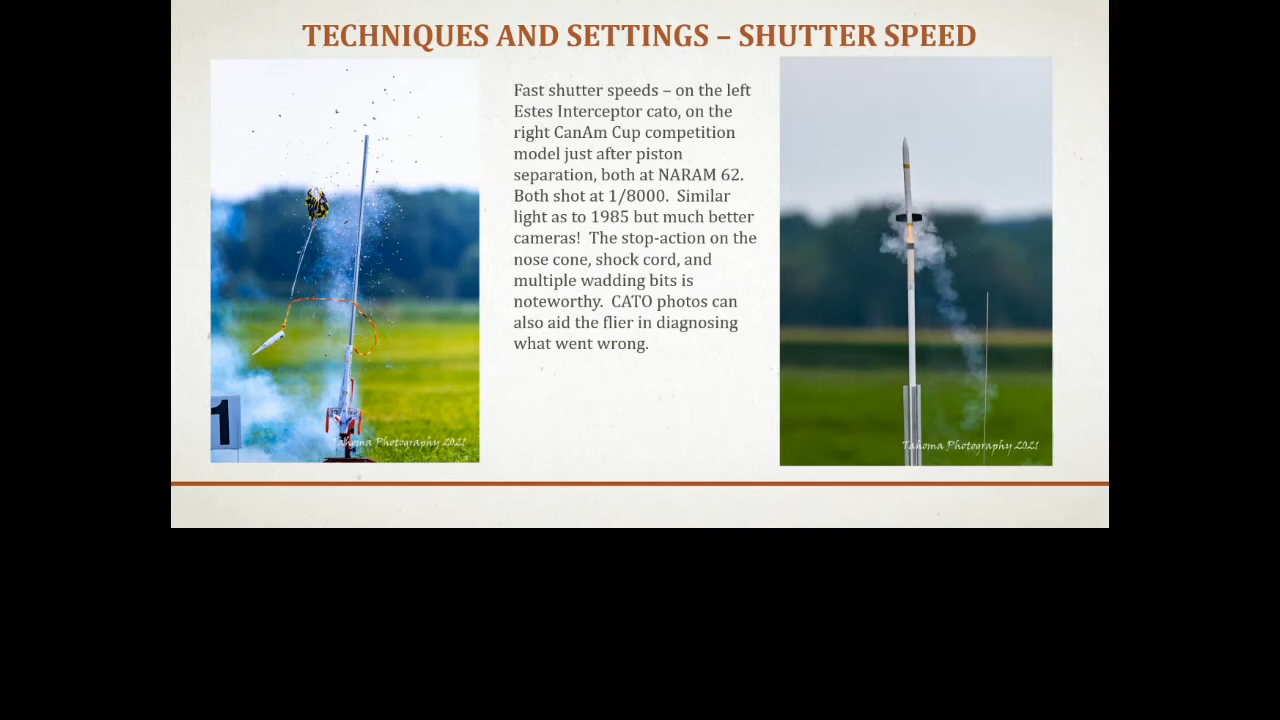 TECHNIQUES AND SETTINGS – SHUTTER SPEED
Fast shutter speeds – on the left
Estes Interceptor cato, on the
right CanAm Cup competition
model just after piston
separation, both at NARAM 62.
Both shot at 1/8000.  Similar
light as to 1985 but much better
cameras!  The stop-action on the
nose cone, shock cord, and
multiple wadding bits is
noteworthy.  CATO photos can
also aid the flier in diagnosing
what went wrong.
1
Tahoma Photography 2021
Tahoma Photography 2021